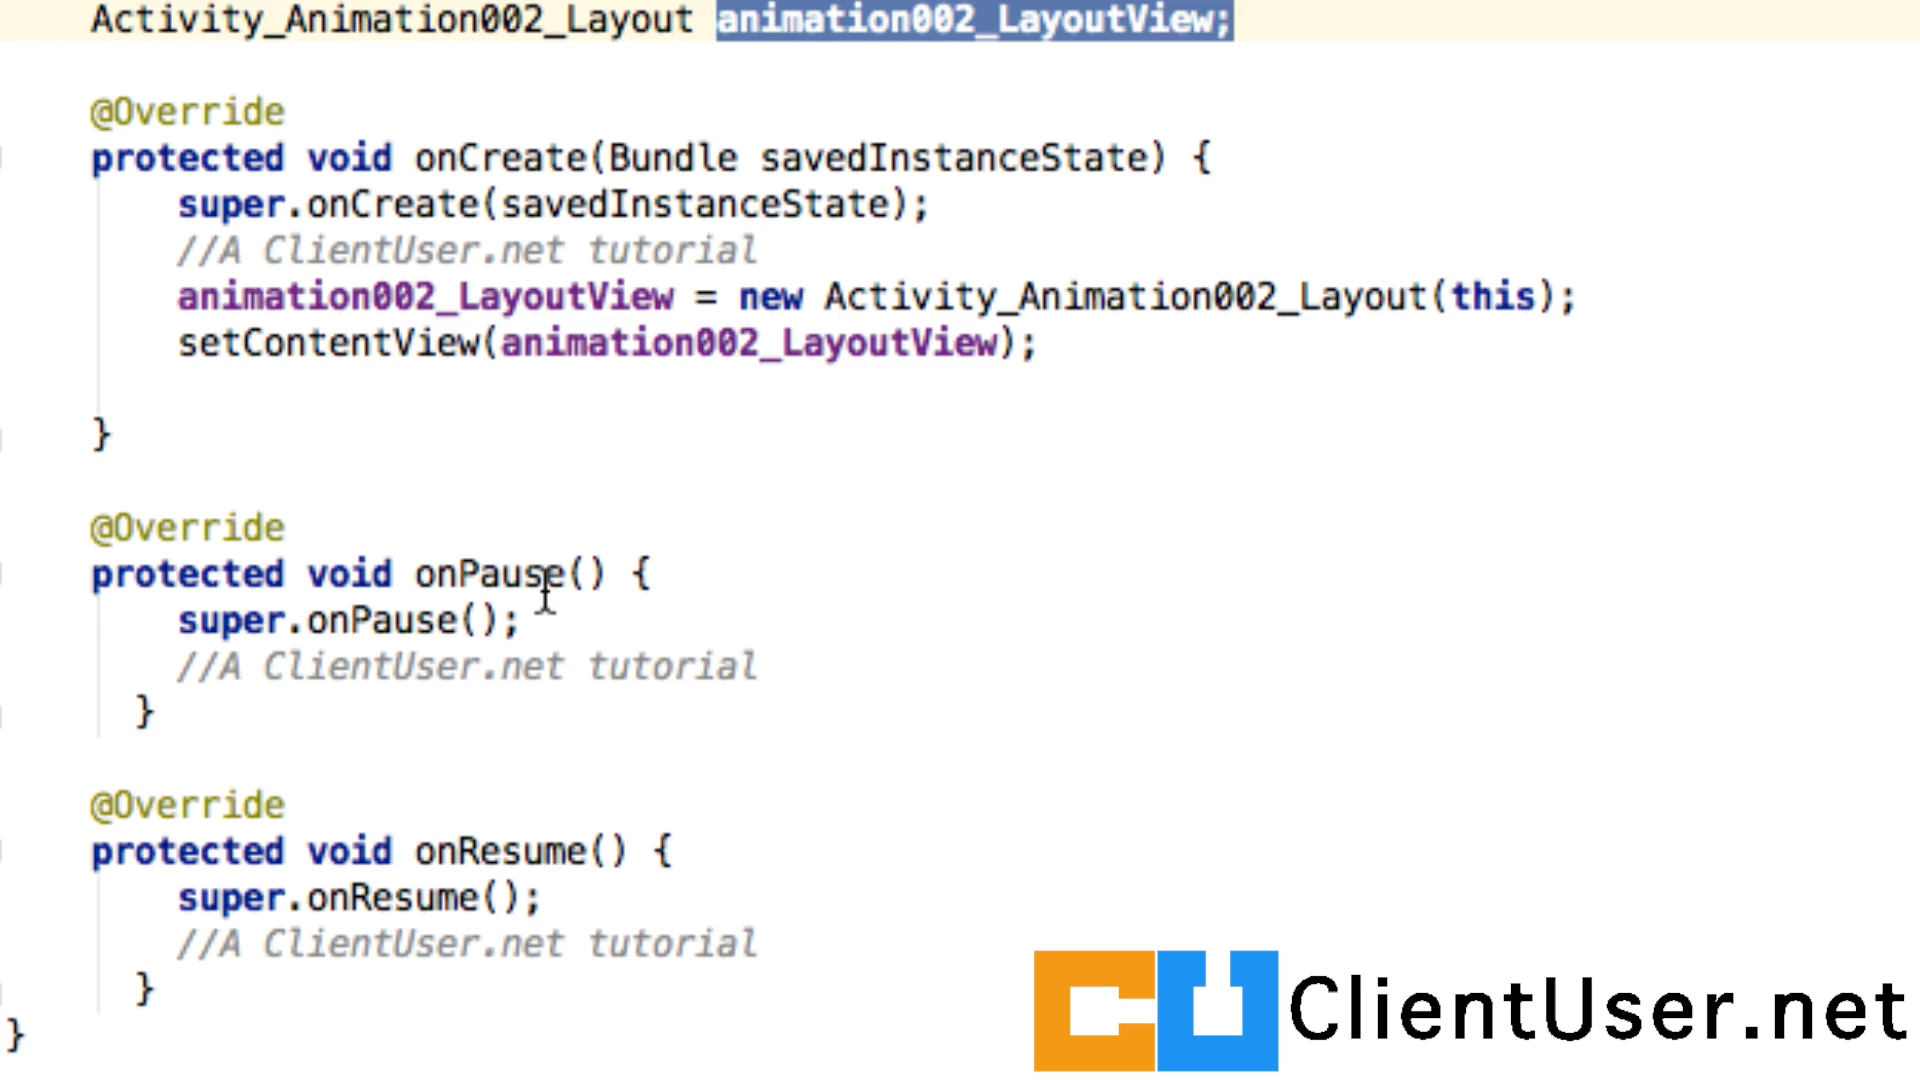 Activity_Animation002_Layout animation002_LayoutView;
@Override
protected void onCreate(Bundle savedInstanceState) {
super.onCreate(savedInstanceState);
//A ClientUser.net tutorial
animation002_LayoutView = new Activity_Animation002_Layout(this);
setContentView(animation002_LayoutView);
}
@Override
protected void onPause() {
super.onPause();
//A ClientUser.net tutorial
}
@Override
protected void onResume() {
super.onResume();
//A ClientUser.net tutorial
}
}
CU ClientUser.net